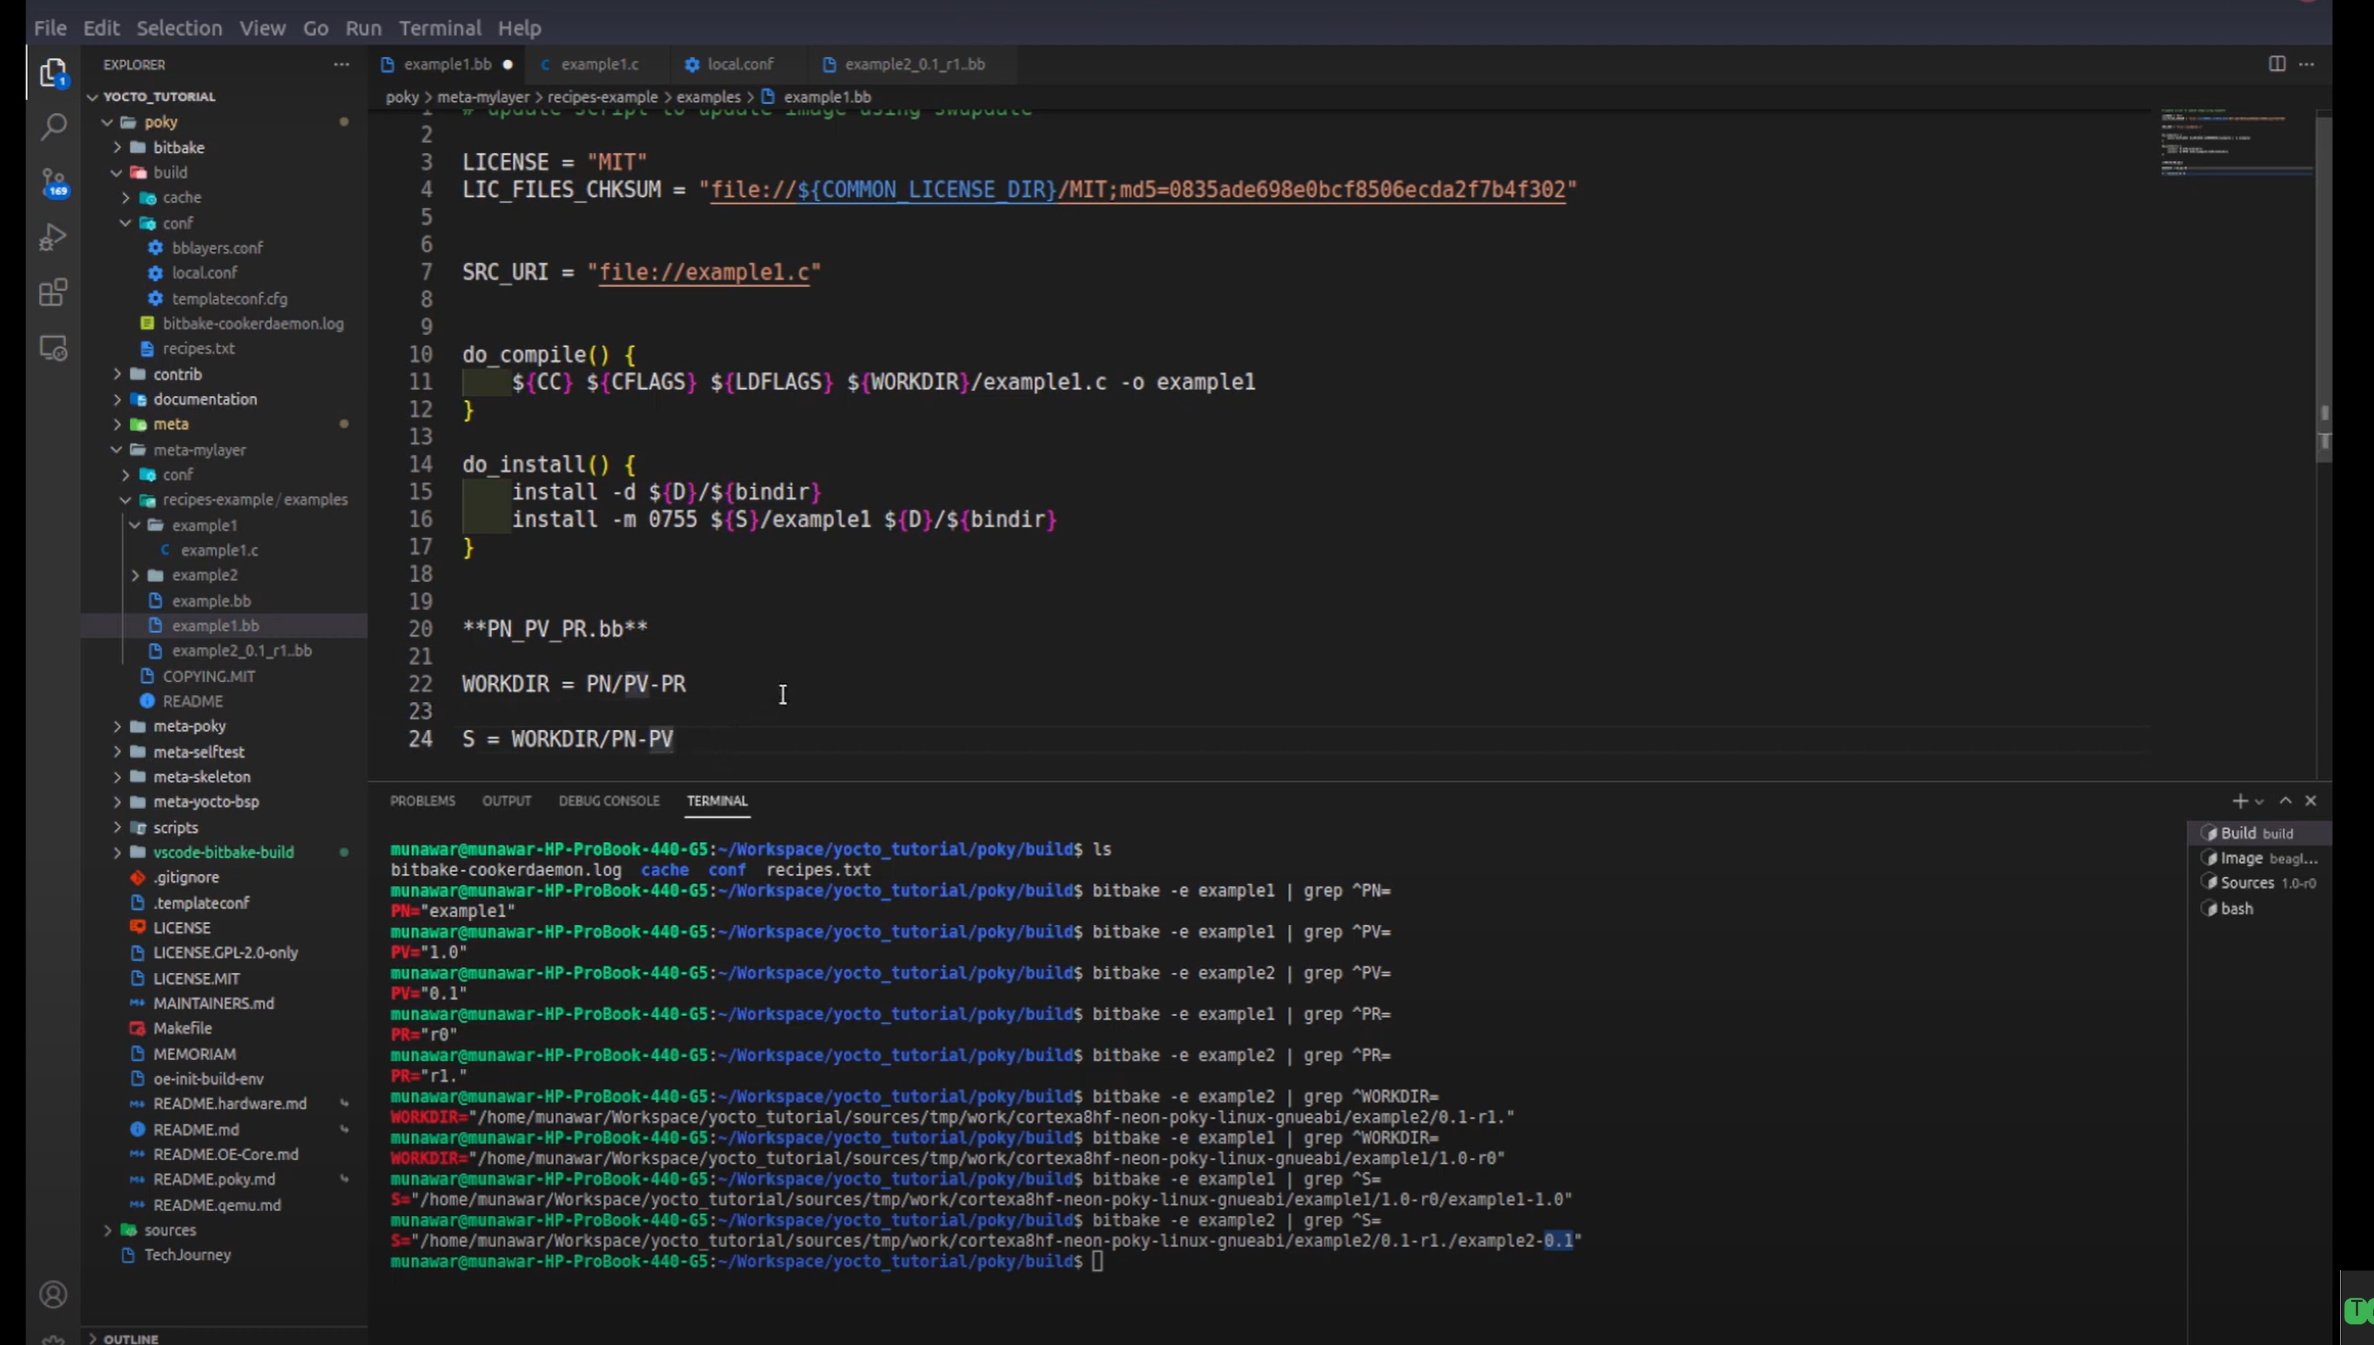 File Edit Selection View Go Run Terminal Help
EXPLORER ...
example1.bb
example1.c
local.conf
example2_0.1_r1..bb
YOCTO_TUTORIAL
poky > meta-mylayer > recipes-example > examples > example1.bb
poky
bitbake
build
cache
conf
bblayers.conf
local.conf
templateconf.cfg
bitbake-cookerdaemon.log
recipes.txt
contrib
documentation
meta
meta-mylayer
conf
recipes-example / examples
example1
example1.c
example2
example.bb
example1.bb
example2_0.1_r1..bb
COPYING.MIT
README
meta-poky
meta-selftest
meta-skeleton
meta-yocto-bsp
scripts
vscode-bitbake-build
.gitignore
.templateconf
LICENSE
LICENSE.GPL-2.0-only
LICENSE.MIT
MAINTAINERS.md
Makefile
MEMORIAM
oe-init-build-env
README.hardware.md
README.md
README.OE-Core.md
README.poky.md
README.qemu.md
sources
TechJourney
OUTLINE
1
169
1 # update script to update image using swupdate
2
3 LICENSE = "MIT"
4 LIC_FILES_CHKSUM = "file://${COMMON_LICENSE_DIR}/MIT;md5=0835ade698e0bcf8506ecda2f7b4f302"
5
6
7 SRC_URI = "file://example1.c"
8
9
10 do_compile() {
11 ${CC} ${CFLAGS} ${LDFLAGS} ${WORKDIR}/example1.c -o example1
12 }
13
14 do_install() {
15 install -d ${D}/${bindir}
16 install -m 0755 ${S}/example1 ${D}/${bindir}
17 }
18
19
20 **PN_PV_PR.bb**
21
22 WORKDIR = PN/PV-PR
23
24 S = WORKDIR/PN-PV
PROBLEMS OUTPUT DEBUG CONSOLE TERMINAL
munawar@munawar-HP-ProBook-440-G5:~/Workspace/yocto_tutorial/poky/build$ ls
bitbake-cookerdaemon.log cache conf recipes.txt
munawar@munawar-HP-ProBook-440-G5:~/Workspace/yocto_tutorial/poky/build$ bitbake -e example1 | grep ^PN=
PN="example1"
munawar@munawar-HP-ProBook-440-G5:~/Workspace/yocto_tutorial/poky/build$ bitbake -e example1 | grep ^PV=
PV="1.0"
munawar@munawar-HP-ProBook-440-G5:~/Workspace/yocto_tutorial/poky/build$ bitbake -e example2 | grep ^PV=
PV="0.1"
munawar@munawar-HP-ProBook-440-G5:~/Workspace/yocto_tutorial/poky/build$ bitbake -e example1 | grep ^PR=
PR="r0"
munawar@munawar-HP-ProBook-440-G5:~/Workspace/yocto_tutorial/poky/build$ bitbake -e example2 | grep ^PR=
PR="r1."
munawar@munawar-HP-ProBook-440-G5:~/Workspace/yocto_tutorial/poky/build$ bitbake -e example2 | grep ^WORKDIR=
WORKDIR="/home/munawar/Workspace/yocto_tutorial/sources/tmp/work/cortexa8hf-neon-poky-linux-gnueabi/example2/0.1-r1."
munawar@munawar-HP-ProBook-440-G5:~/Workspace/yocto_tutorial/poky/build$ bitbake -e example1 | grep ^WORKDIR=
WORKDIR="/home/munawar/Workspace/yocto_tutorial/sources/tmp/work/cortexa8hf-neon-poky-linux-gnueabi/example1/1.0-r0"
munawar@munawar-HP-ProBook-440-G5:~/Workspace/yocto_tutorial/poky/build$ bitbake -e example1 | grep ^S=
S="/home/munawar/Workspace/yocto_tutorial/sources/tmp/work/cortexa8hf-neon-poky-linux-gnueabi/example1/1.0-r0/example1-1.0"
munawar@munawar-HP-ProBook-440-G5:~/Workspace/yocto_tutorial/poky/build$ bitbake -e example2 | grep ^S=
S="/home/munawar/Workspace/yocto_tutorial/sources/tmp/work/cortexa8hf-neon-poky-linux-gnueabi/example2/0.1-r1./example2-0.1"
munawar@munawar-HP-ProBook-440-G5:~/Workspace/yocto_tutorial/poky/build$
Build build
Image beagl...
Sources 1.0-r0
bash